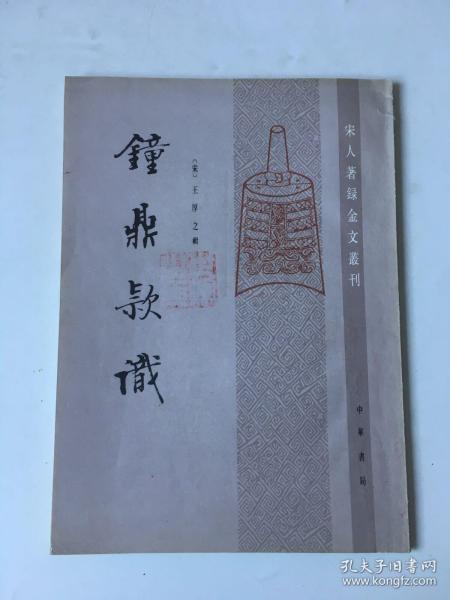 宋人著録金文叢刊
鐘鼎款識
〔宋〕王厚之輯
中華書局
孔夫子旧书网
www.kongfz.com